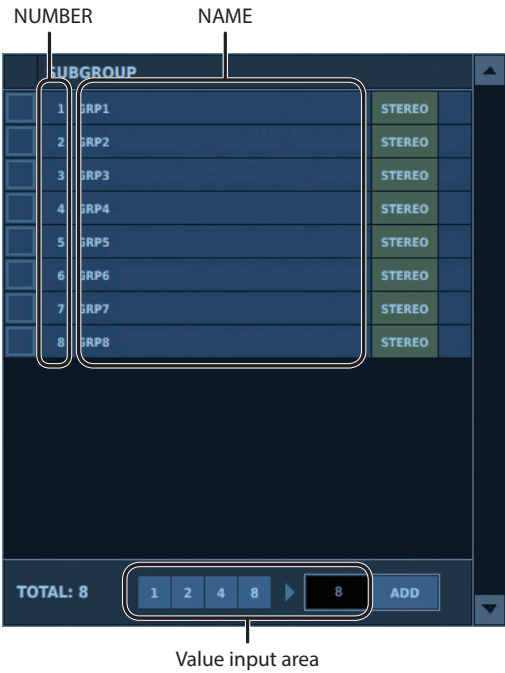 NUMBER NAME
SUBGROUP
1 GRP1 STEREO
2 GRP2 STEREO
3 GRP3 STEREO
4 GRP4 STEREO
5 GRP5 STEREO
6 GRP6 STEREO
7 GRP7 STEREO
8 GRP8 STEREO
TOTAL: 8 1 2 4 8 8 ADD
Value input area